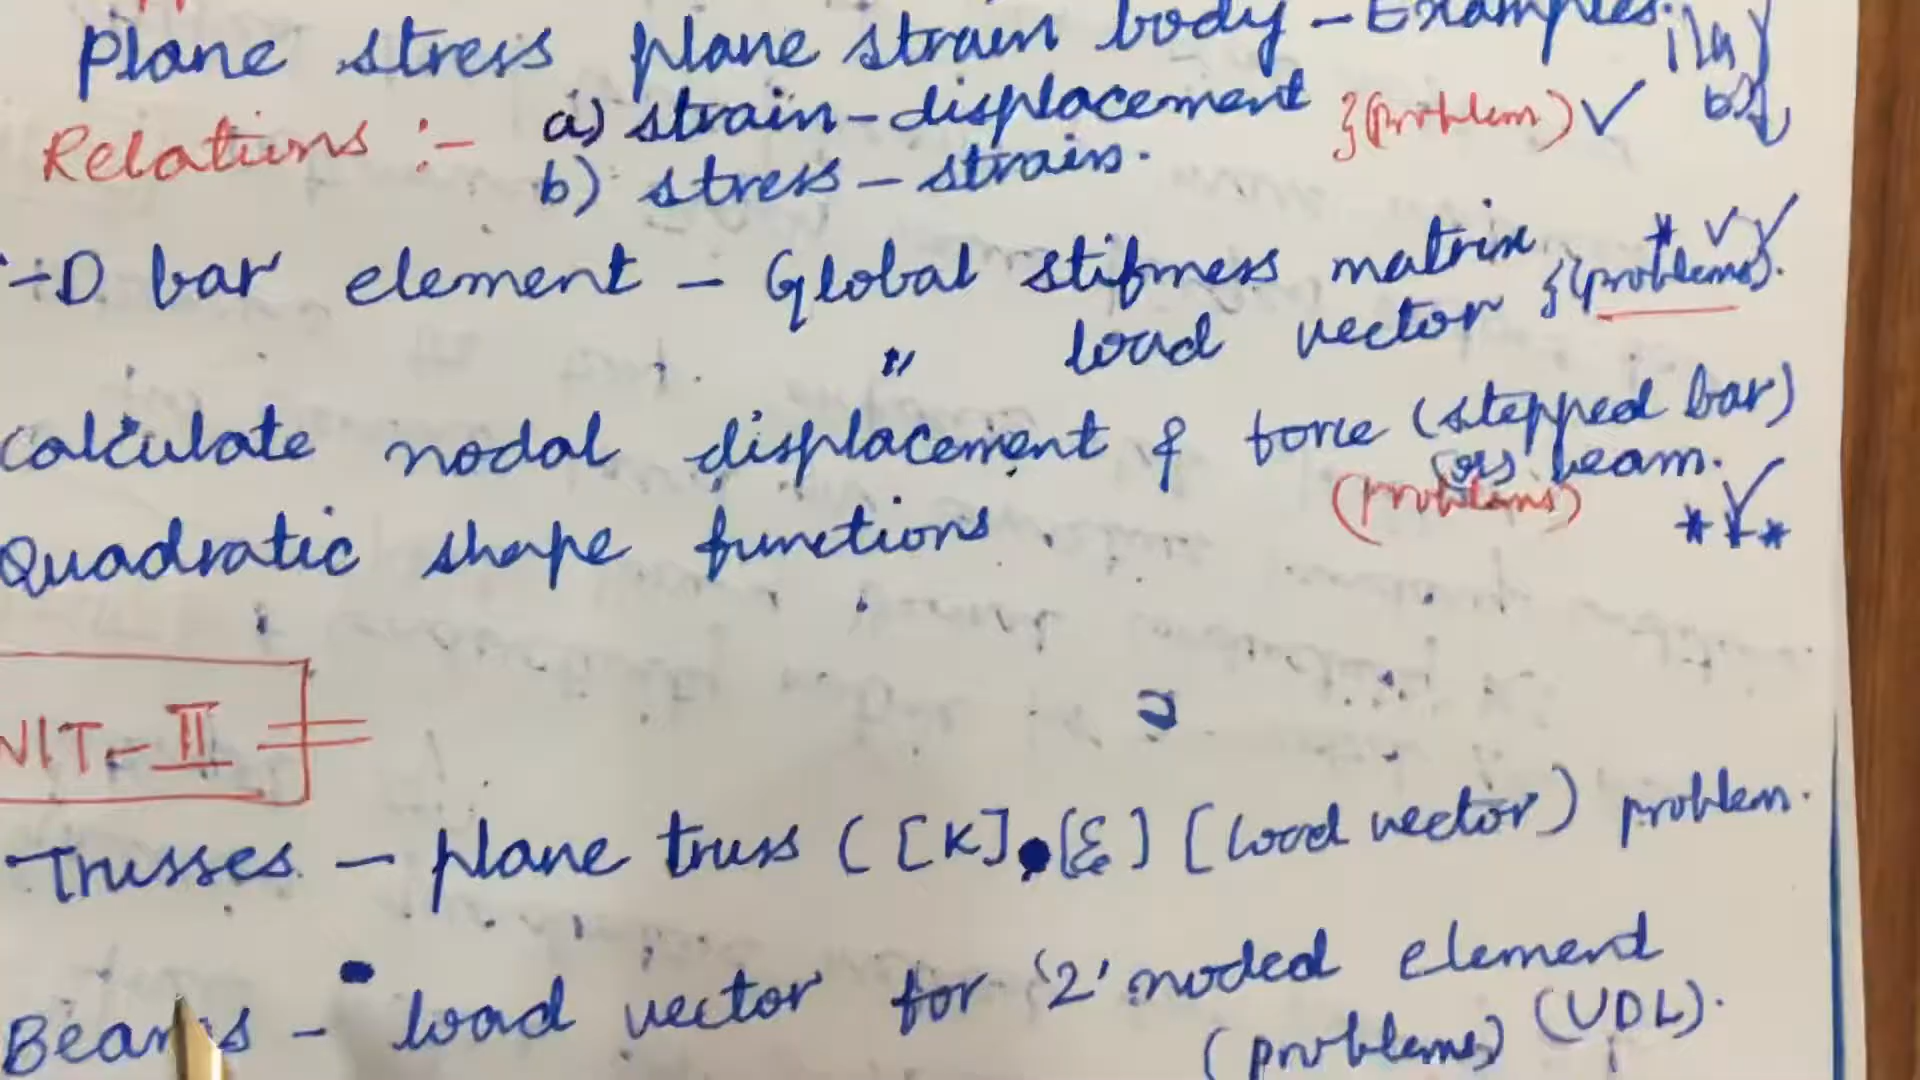 Plane stress plane strain body - Examples.
Relations :- a) strain-displacement }(problem) ✓
b) stress - strain.
-D bar element - Global stifness matrix }(problems). * ✓✓
" load vector
Calculate nodal displacement & force (stepped bar)
(or) beam.
(problems) ***
Quadratic shape functions.
NIT-II
Trusses - plane truss ([K].[ε] [load vector) problem.
Beams - load vector for '2' noded element
(problems) (UDL).